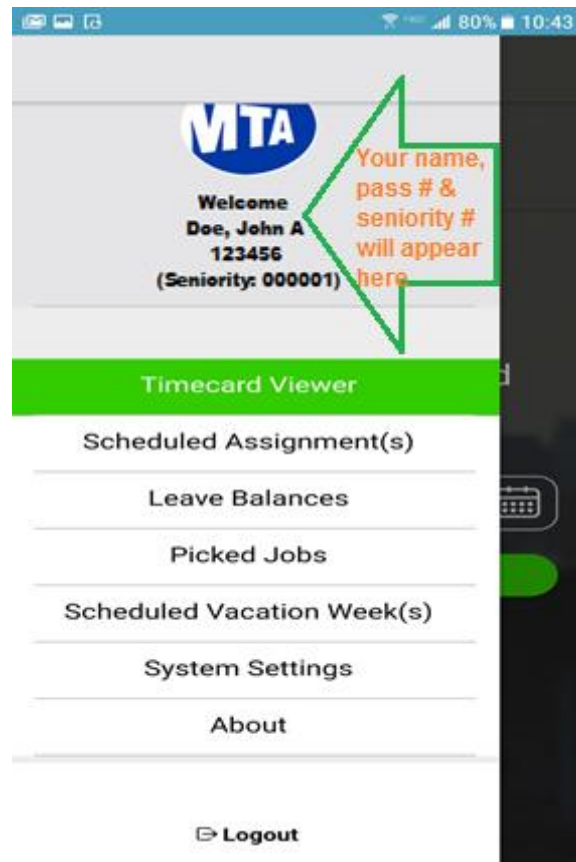 80% 10:43
MTA
Welcome
Doe, John A
123456
(Seniority: 000001)
Your name,
pass # &
seniority #
will appear
here
Timecard Viewer
d
Scheduled Assignment(s)
Leave Balances
Picked Jobs
Scheduled Vacation Week(s)
System Settings
About
Logout